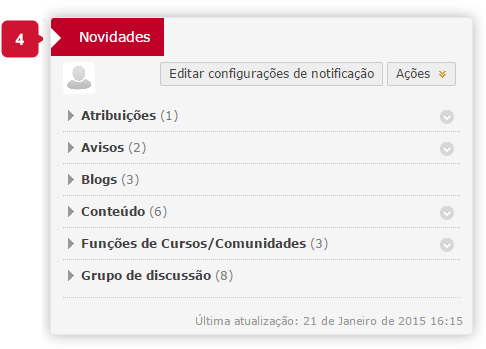 4
Novidades
Editar configurações de notificação Ações
Atribuições (1)
Avisos (2)
Blogs (3)
Conteúdo (6)
Funções de Cursos/Comunidades (3)
Grupo de discussão (8)
Última atualização: 21 de Janeiro de 2015 16:15